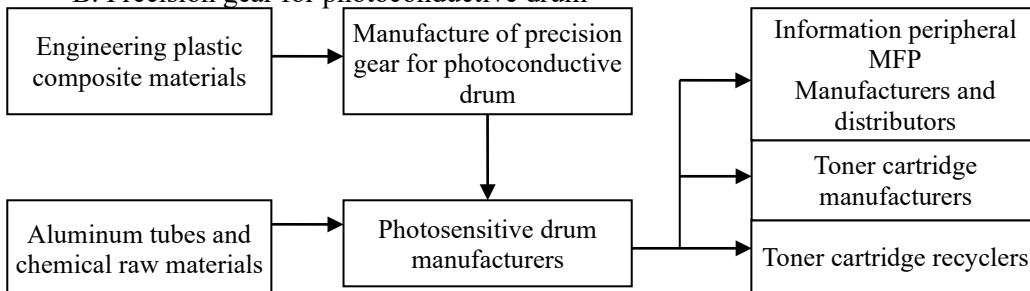 B. Precision gear for photoconductive drum
Engineering plastic
composite materials
Manufacture of precision
gear for photoconductive
drum
Information peripheral
MFP
Manufacturers and
distributors
Toner cartridge
manufacturers
Aluminum tubes and
chemical raw materials
Photosensitive drum
manufacturers
Toner cartridge recyclers